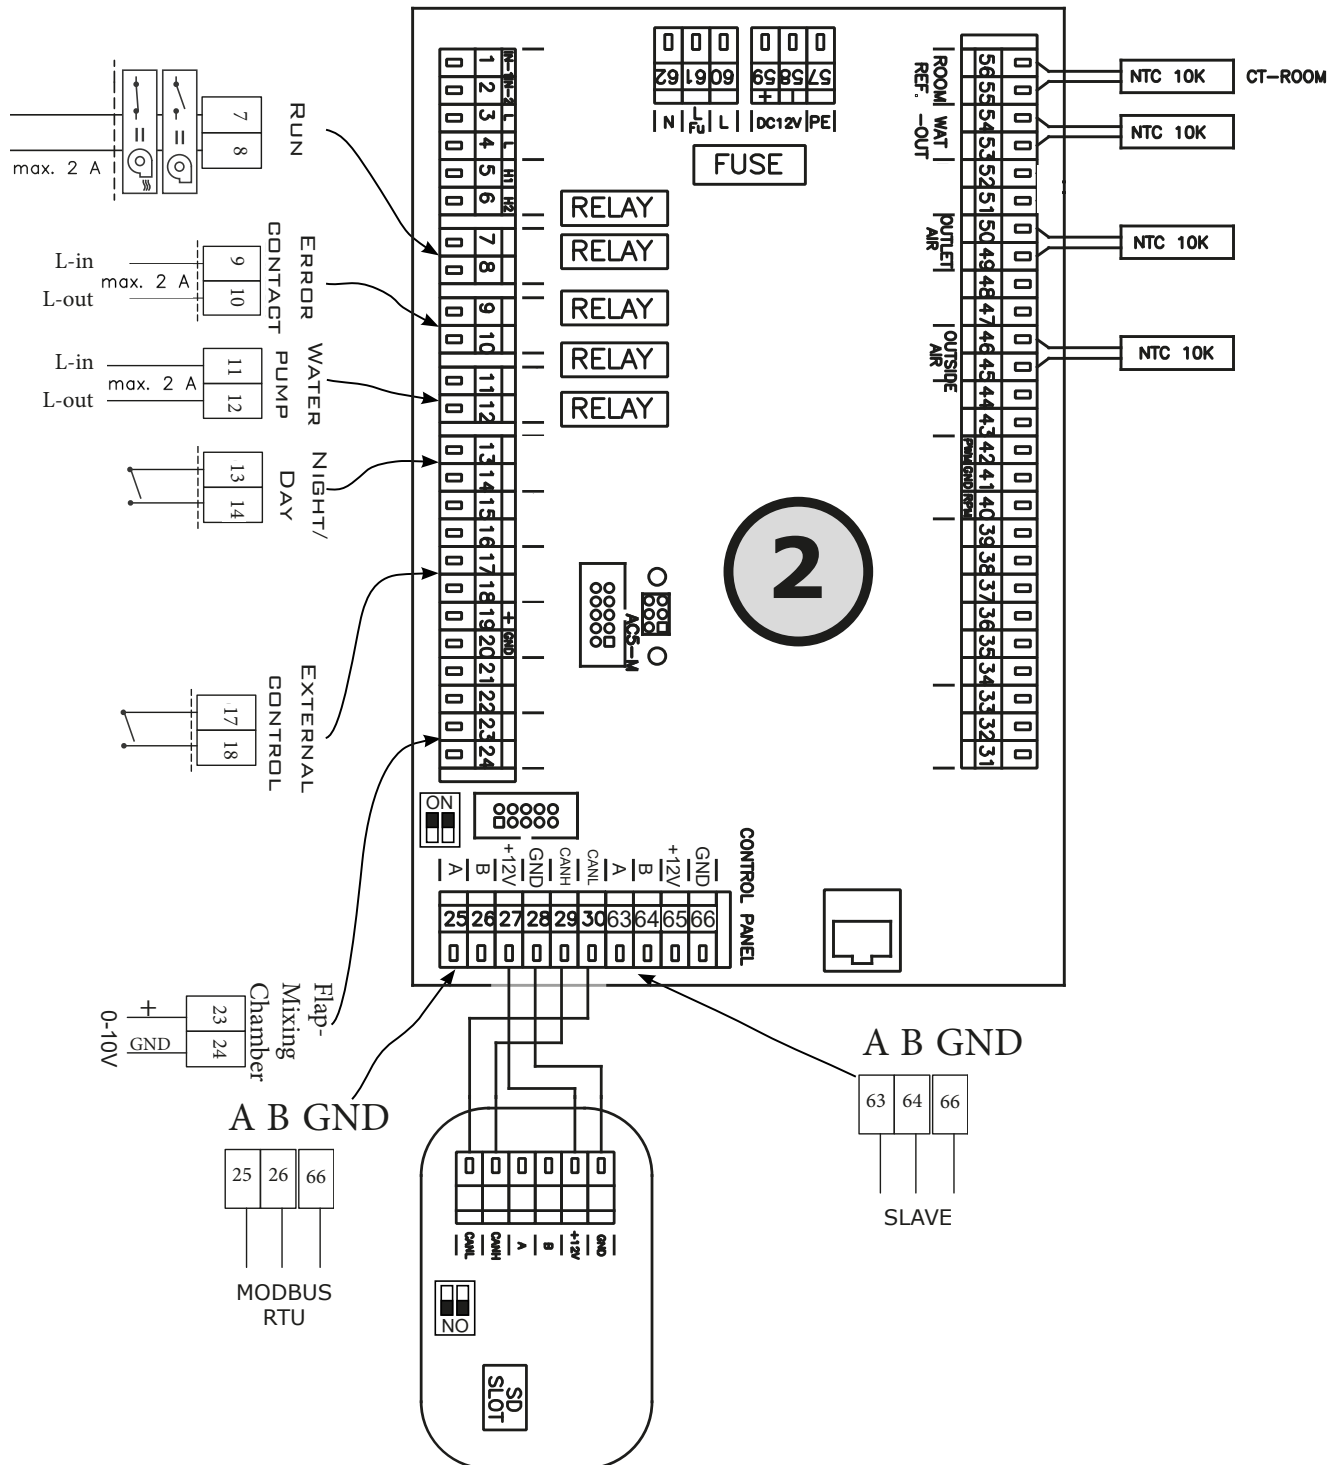 62 61 60 59 58 57
+ –
N L Fu L DC12V PE
FUSE
1 IN-1
2 IN-2
3 L
4 L
5 H1
6 H2
7
8
9
10
11
12
13
14
15
16
17
18
19 +
20 GND
21
22
23
24
RELAY
RELAY
RELAY
RELAY
RELAY
7
8
RUN
max. 2 A
ERROR
CONTACT
9
10
L-in
max. 2 A
L-out
WATER
PUMP
11
12
L-in
max. 2 A
L-out
NIGHT/
DAY
13
14
EXTERNAL
CONTROL
17
18
Flap-
Mixing
Chamber
23
24
+
GND
0-10V
56
55
54
53
52
51
50
49
48
47
46
45
44
43
42 PWM
41 GND
40 RPM
39
38
37
36
35
34
33
32
31
ROOM
REF.
WAT
-OUT
OUTLET
AIR
OUTSIDE
AIR
NTC 10K CT-ROOM
NTC 10K
NTC 10K
NTC 10K
2
AC5-M
ON
A B +12V GND CANH CANL A B +12V GND
25 26 27 28 29 30 63 64 65 66
CONTROL PANEL
A B GND
25 26 66
MODBUS
RTU
A B GND
63 64 66
SLAVE
CANL CANH A B +12V GND
ON
SD
SLOT